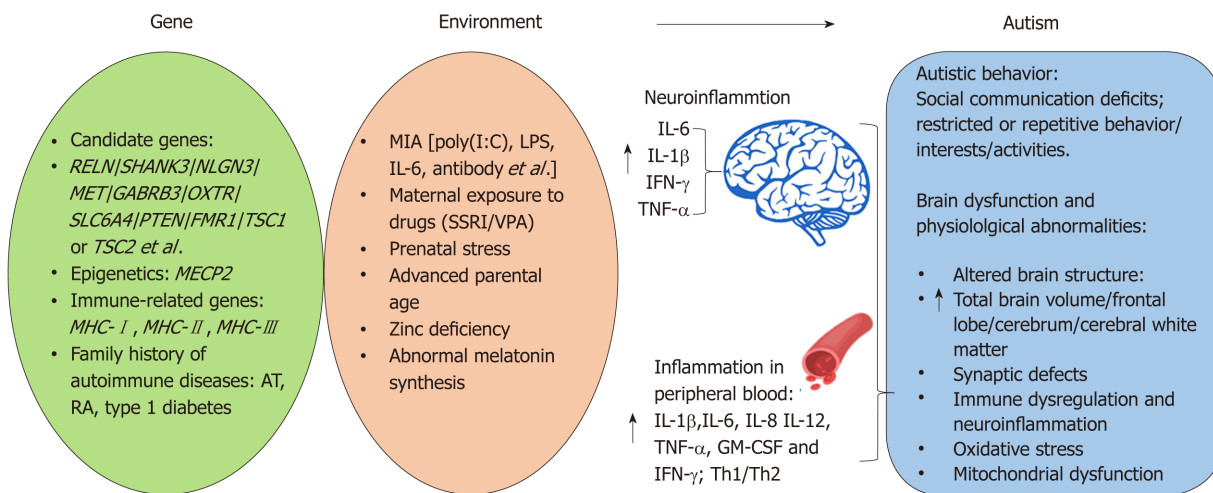 Gene
Environment
Autism
• Candidate genes:
• RELN|SHANK3|NLGN3|
MET|GABRB3|OXTR|
SLC6A4|PTEN|FMR1|TSC1
or TSC2 et al.
• Epigenetics: MECP2
• Immune-related genes:
MHC-Ⅰ, MHC-Ⅱ, MHC-Ⅲ
• Family history of
autoimmune diseases: AT,
RA, type 1 diabetes
• MIA [poly(I:C), LPS,
IL-6, antibody et al.]
• Maternal exposure to
drugs (SSRI/VPA)
• Prenatal stress
• Advanced parental
age
• Zinc deficiency
• Abnormal melatonin
synthesis
Neuroinflammtion
IL-6
IL-1β
IFN-γ
TNF-α
Inflammation in
peripheral blood:
IL-1β,IL-6, IL-8 IL-12,
TNF-α, GM-CSF and
IFN-γ; Th1/Th2
Autistic behavior:
Social communication deficits;
restricted or repetitive behavior/
interests/activities.
Brain dysfunction and
physiololgical abnormalities:
• Altered brain structure:
• ↑ Total brain volume/frontal
lobe/cerebrum/cerebral white
matter
• Synaptic defects
• Immune dysregulation and
neuroinflammation
• Oxidative stress
• Mitochondrial dysfunction